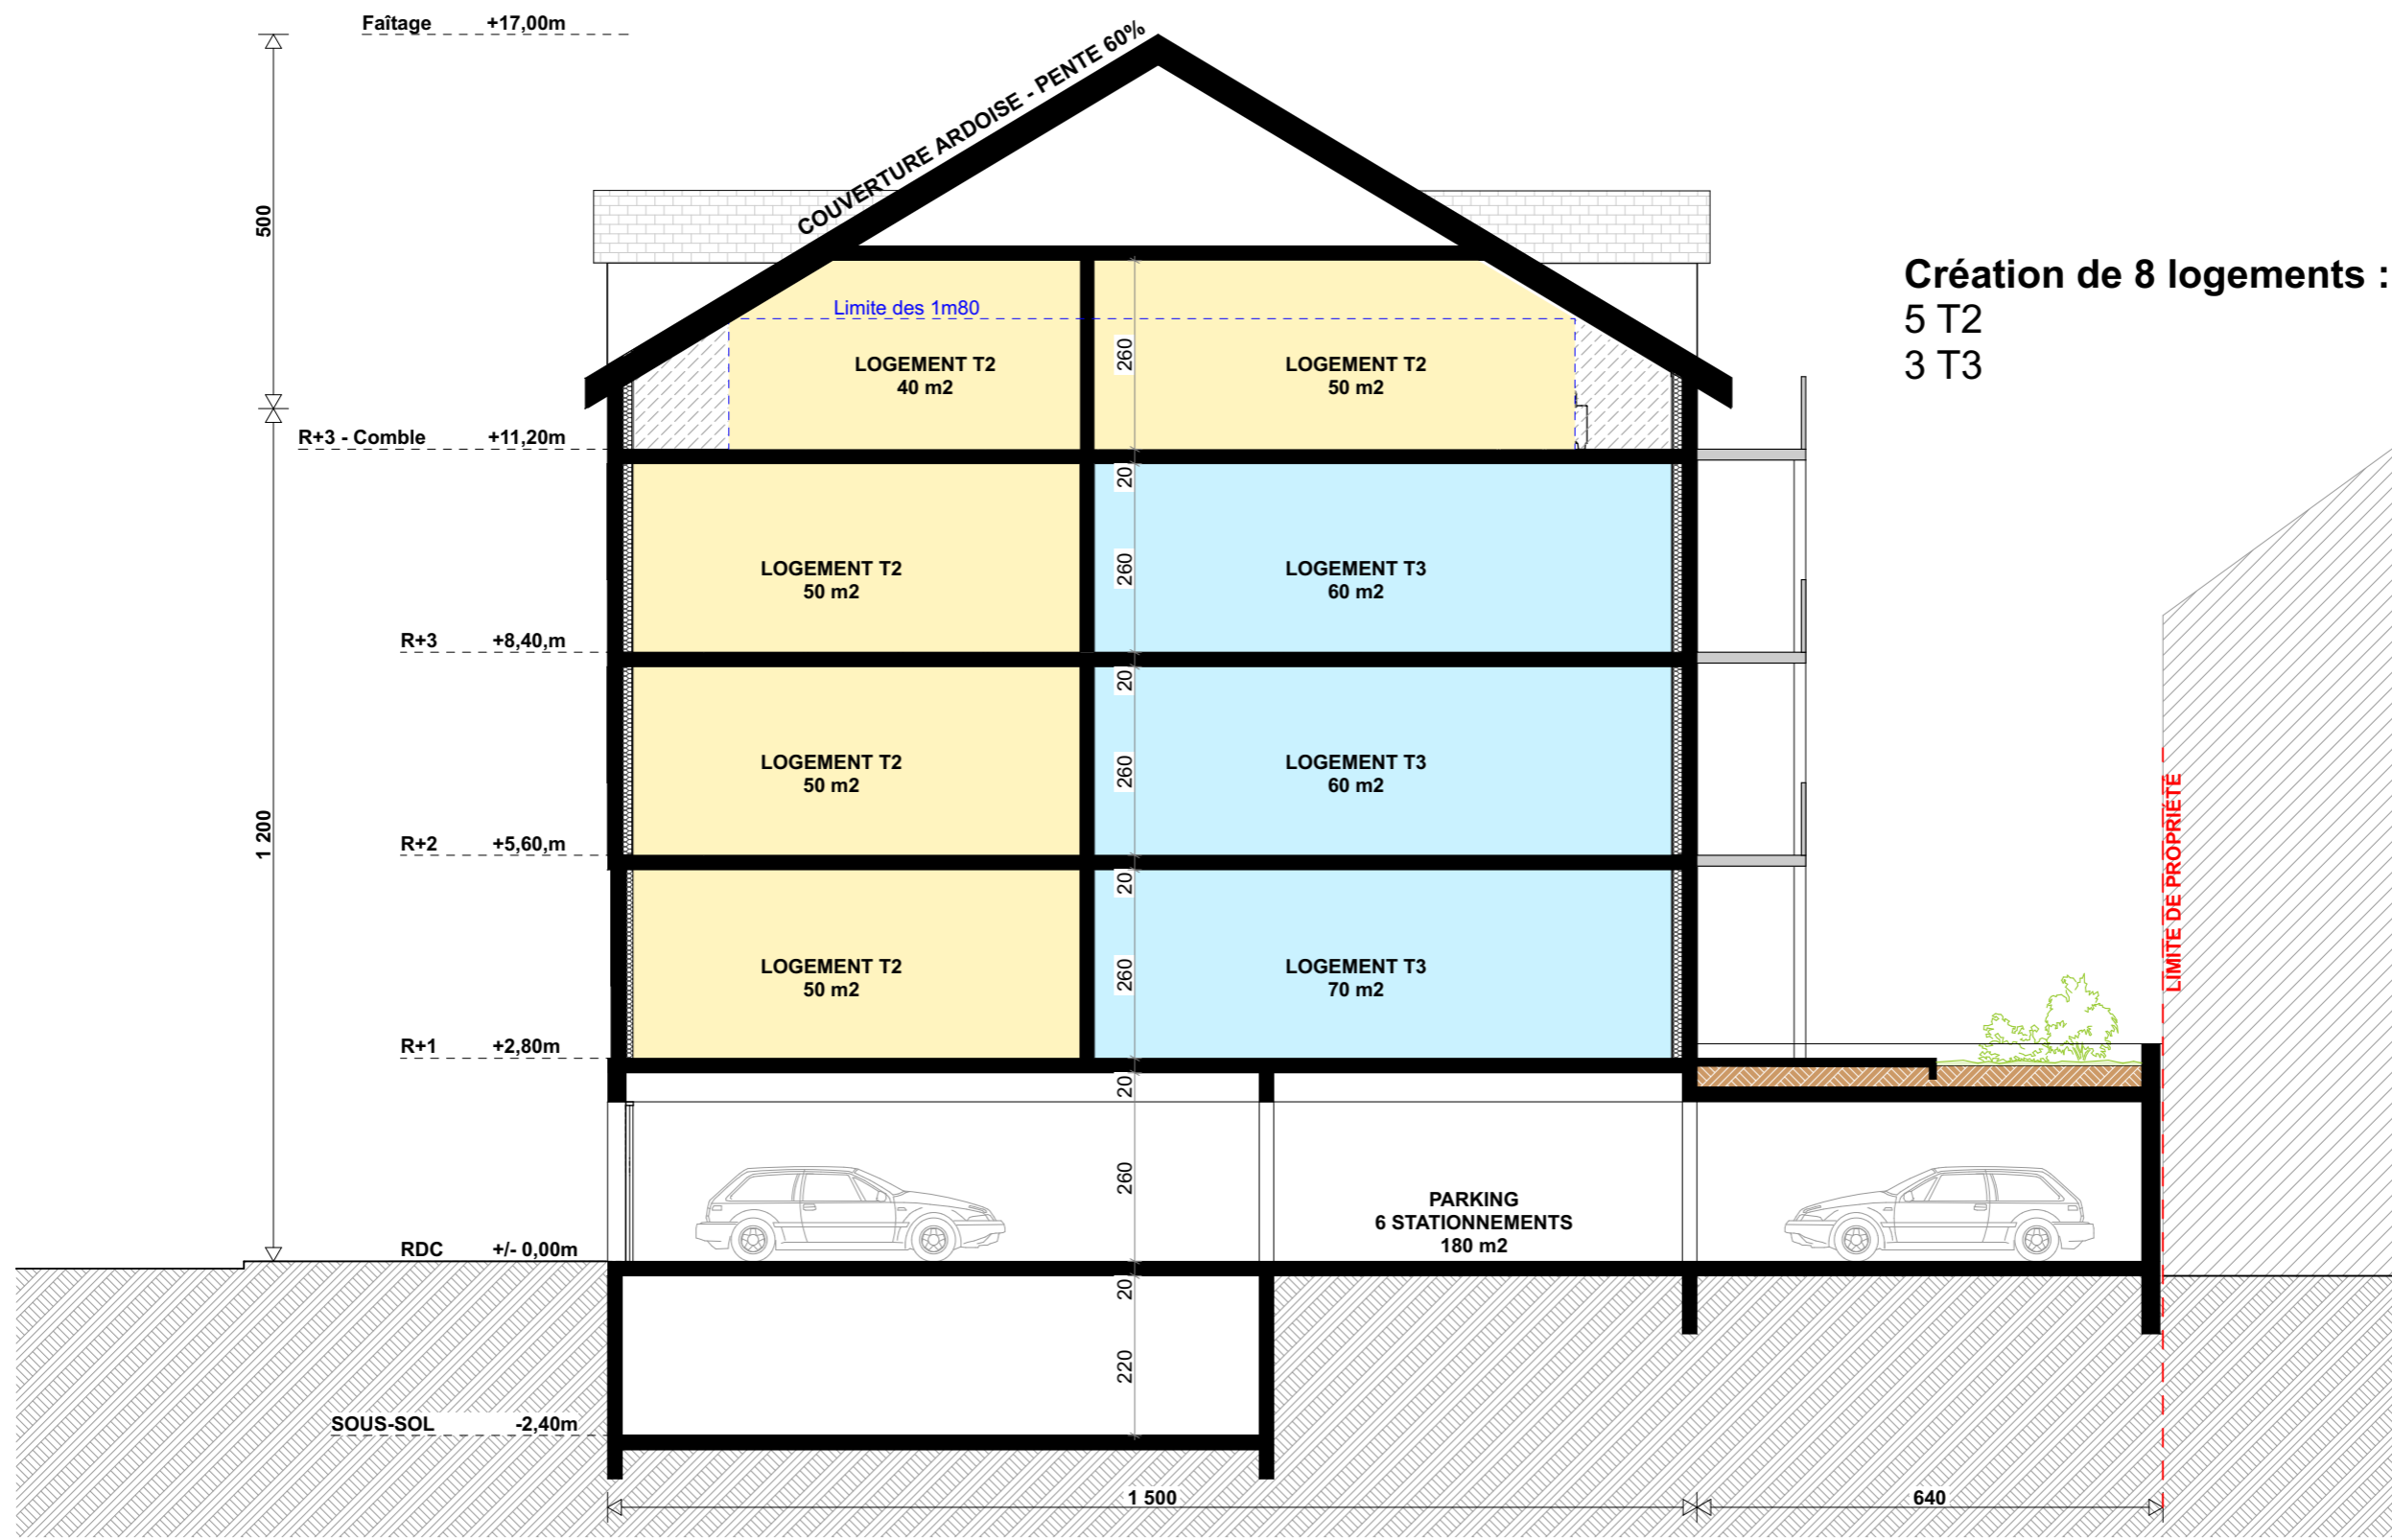 Faîtage +17,00m
COUVERTURE ARDOISE - PENTE 60%
500
Création de 8 logements :
5 T2
3 T3
Limite des 1m80
LOGEMENT T2
40 m2
260
LOGEMENT T2
50 m2
R+3 - Comble +11,20m
20
LOGEMENT T2
50 m2
260
LOGEMENT T3
60 m2
R+3 +8,40,m
20
LOGEMENT T2
50 m2
260
LOGEMENT T3
60 m2
1 200
R+2 +5,60,m
20
LIMITE DE PROPRIÉTÉ
LOGEMENT T2
50 m2
260
LOGEMENT T3
70 m2
R+1 +2,80m
20
260
PARKING
6 STATIONNEMENTS
180 m2
RDC +/- 0,00m
20
220
SOUS-SOL -2,40m
1 500
640